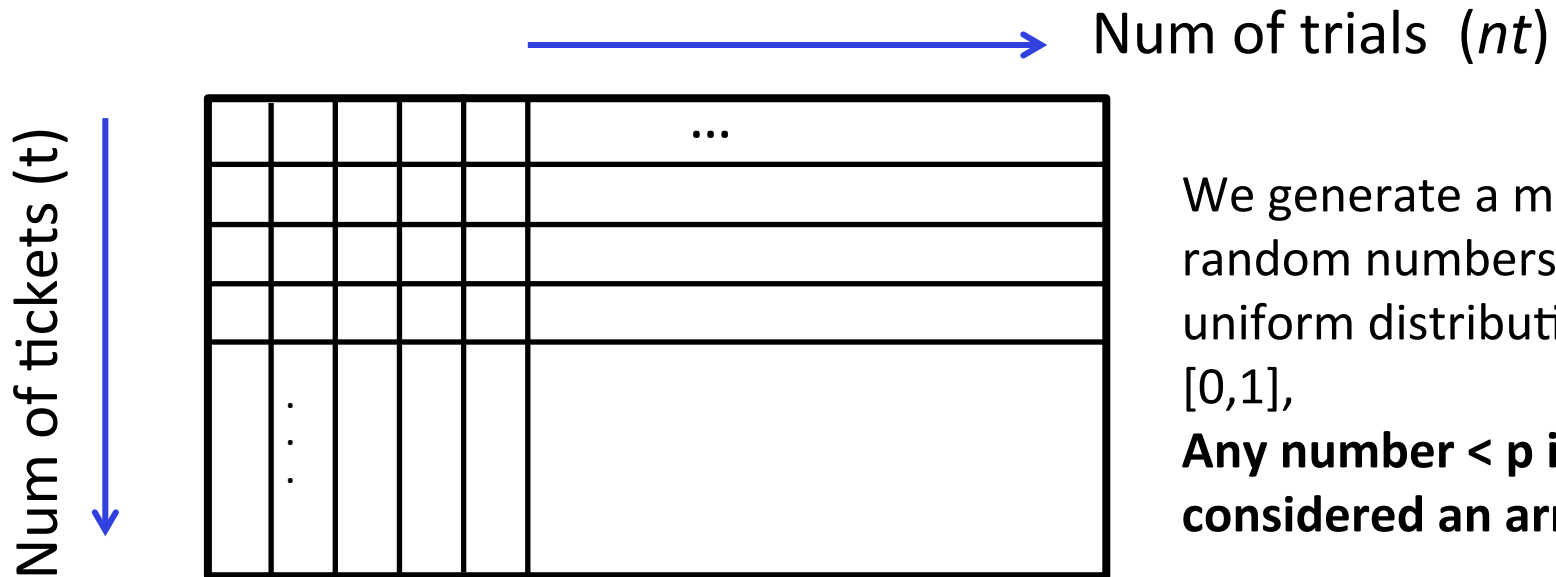 Num of trials (nt)
Num of tickets (t)
...
We generate a m
random numbers
uniform distributi
[0,1],
Any number < p i
considered an arr
.
.
.